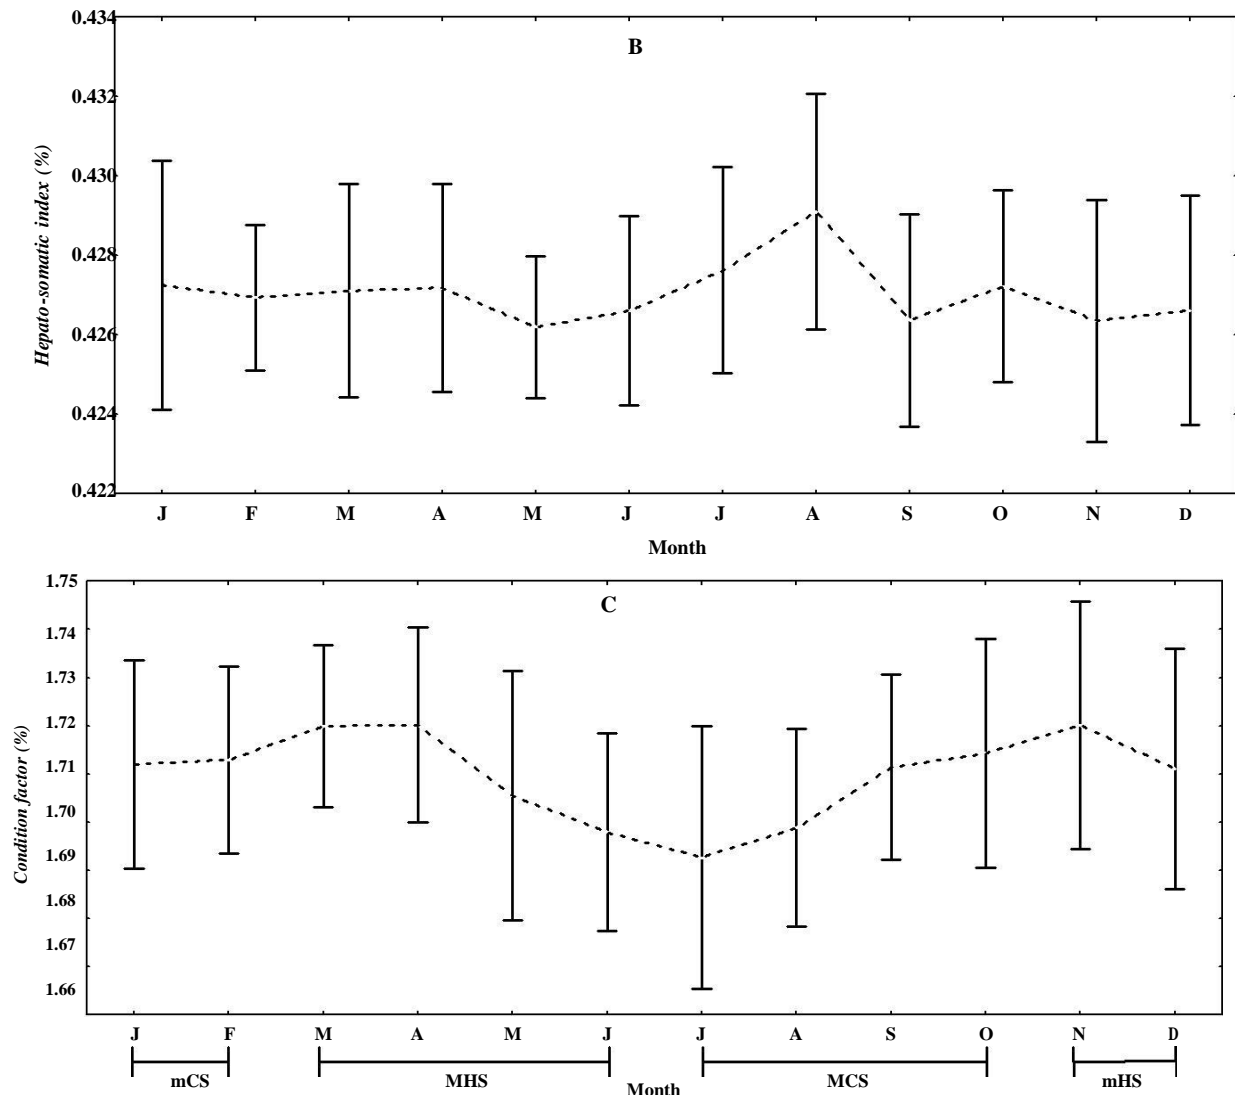 B
Hepato-somatic index (%)
0.434
0.432
0.430
0.428
0.426
0.424
0.422
J F M A M J J A S O N D
Month
C
Condition factor (%)
1.75
1.74
1.73
1.72
1.71
1.70
1.69
1.68
1.67
1.66
J F M A M J J A S O N D
mCS MHS MCS mHS
Month